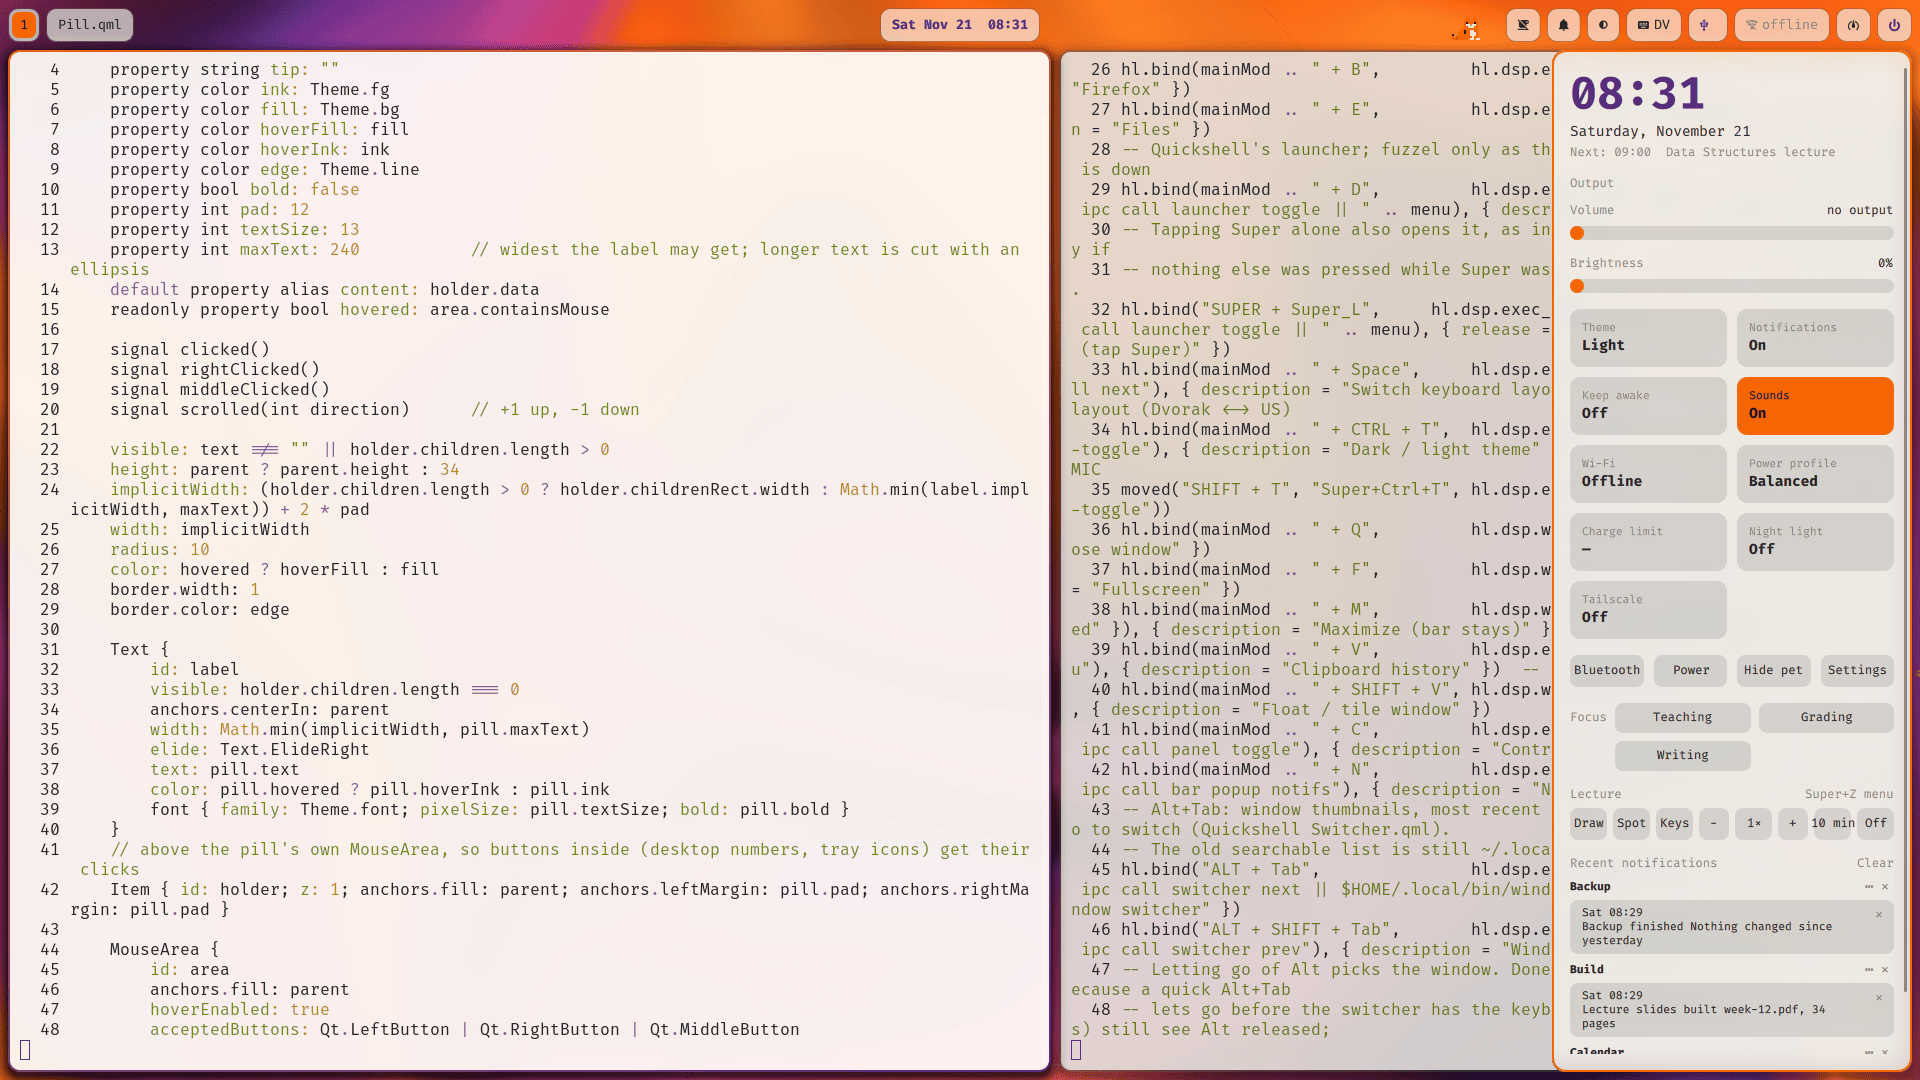 1 Pill.qml
Sat Nov 21 08:31
DV
offline
4 property string tip: ""
5 property color ink: Theme.fg
6 property color fill: Theme.bg
7 property color hoverFill: fill
8 property color hoverInk: ink
9 property color edge: Theme.line
10 property bool bold: false
11 property int pad: 12
12 property int textSize: 13
13 property int maxText: 240 // widest the label may get; longer text is cut with an
ellipsis
14 default property alias content: holder.data
15 readonly property bool hovered: area.containsMouse
16
17 signal clicked()
18 signal rightClicked()
19 signal middleClicked()
20 signal scrolled(int direction) // +1 up, -1 down
21
22 visible: text !== "" || holder.children.length > 0
23 height: parent ? parent.height : 34
24 implicitWidth: (holder.children.length > 0 ? holder.childrenRect.width : Math.min(label.impl
icitWidth, maxText)) + 2 * pad
25 width: implicitWidth
26 radius: 10
27 color: hovered ? hoverFill : fill
28 border.width: 1
29 border.color: edge
30
31 Text {
32 id: label
33 visible: holder.children.length === 0
34 anchors.centerIn: parent
35 width: Math.min(implicitWidth, pill.maxText)
36 elide: Text.ElideRight
37 text: pill.text
38 color: pill.hovered ? pill.hoverInk : pill.ink
39 font { family: Theme.font; pixelSize: pill.textSize; bold: pill.bold }
40 }
41 // above the pill's own MouseArea, so buttons inside (desktop numbers, tray icons) get their
clicks
42 Item { id: holder; z: 1; anchors.fill: parent; anchors.leftMargin: pill.pad; anchors.rightMa
rgin: pill.pad }
43
44 MouseArea {
45 id: area
46 anchors.fill: parent
47 hoverEnabled: true
48 acceptedButtons: Qt.LeftButton | Qt.RightButton | Qt.MiddleButton
26 hl.bind(mainMod .. " + B", hl.dsp.e
"Firefox" })
27 hl.bind(mainMod .. " + E", hl.dsp.e
n = "Files" })
28 -- Quickshell's launcher; fuzzel only as th
is down
29 hl.bind(mainMod .. " + D", hl.dsp.e
ipc call launcher toggle || " .. menu), { descr
30 -- Tapping Super alone also opens it, as in
y if
31 -- nothing else was pressed while Super was
.
32 hl.bind("SUPER + Super_L", hl.dsp.exec_
call launcher toggle || " .. menu), { release =
(tap Super)" })
33 hl.bind(mainMod .. " + Space", hl.dsp.e
ll next"), { description = "Switch keyboard layo
layout (Dvorak <-> US)
34 hl.bind(mainMod .. " + CTRL + T", hl.dsp.e
-toggle"), { description = "Dark / light theme"
MIC
35 moved("SHIFT + T", "Super+Ctrl+T", hl.dsp.e
-toggle"))
36 hl.bind(mainMod .. " + Q", hl.dsp.w
ose window" })
37 hl.bind(mainMod .. " + F", hl.dsp.w
= "Fullscreen" })
38 hl.bind(mainMod .. " + M", hl.dsp.w
ed" }), { description = "Maximize (bar stays)" }
39 hl.bind(mainMod .. " + V", hl.dsp.e
u"), { description = "Clipboard history" }) --
40 hl.bind(mainMod .. " + SHIFT + V", hl.dsp.w
, { description = "Float / tile window" })
41 hl.bind(mainMod .. " + C", hl.dsp.e
ipc call panel toggle"), { description = "Contr
42 hl.bind(mainMod .. " + N", hl.dsp.e
ipc call bar popup notifs"), { description = "N
43 -- Alt+Tab: window thumbnails, most recent
o to switch (Quickshell Switcher.qml).
44 -- The old searchable list is still ~/.loca
45 hl.bind("ALT + Tab", hl.dsp.e
ipc call switcher next || $HOME/.local/bin/wind
ndow switcher" })
46 hl.bind("ALT + SHIFT + Tab", hl.dsp.e
ipc call switcher prev"), { description = "Wind
47 -- Letting go of Alt picks the window. Done
ecause a quick Alt+Tab
48 -- lets go before the switcher has the keyb
s) still see Alt released;
08:31
Saturday, November 21
Next: 09:00 Data Structures lecture
Output
Volume no output
Brightness 0%
Theme
Light
Notifications
On
Keep awake
Off
Sounds
On
Wi-Fi
Offline
Power profile
Balanced
Charge limit
—
Night light
Off
Tailscale
Off
Bluetooth Power Hide pet Settings
Focus Teaching Grading
Writing
Lecture Super+Z menu
Draw Spot Keys - 1× + 10 min Off
Recent notifications Clear
Backup
Sat 08:29
Backup finished Nothing changed since
yesterday
Build
Sat 08:29
Lecture slides built week-12.pdf, 34
pages
Calendar